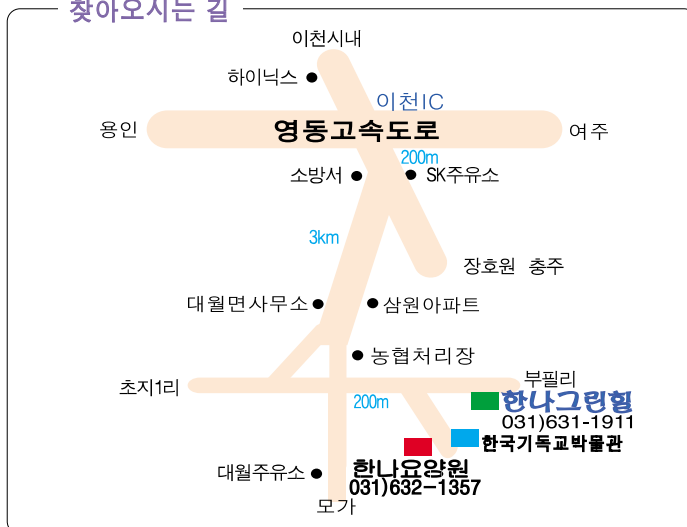 찾아오시는 길
이천시내
하이닉스
이천IC
용인
영동고속도로
여주
200m
소방서
SK주유소
3km
장호원 충주
대월면사무소
삼원아파트
농협처리장
초지1리
부필리
200m
한나그린힐
031)631-1911
한국기독교박물관
대월주유소
한나요양원
031)632-1357
모가